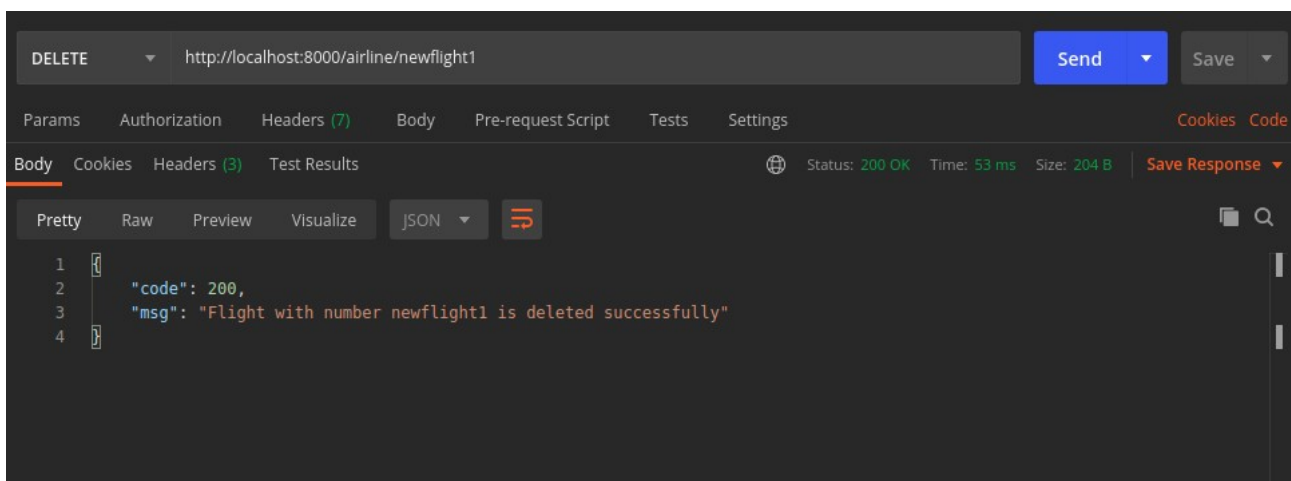 DELETE http://localhost:8000/airline/newflight1 Send Save
Params Authorization Headers (7) Body Pre-request Script Tests Settings Cookies Code
Body Cookies Headers (3) Test Results Status: 200 OK Time: 53 ms Size: 204 B Save Response
Pretty Raw Preview Visualize JSON
1 {
2 "code": 200,
3 "msg": "Flight with number newflight1 is deleted successfully"
4 }